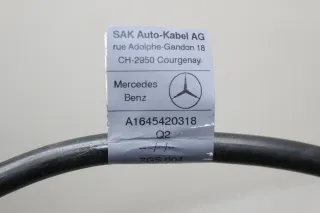 SAK Auto-Kabel AG
rue Adolphe-Gandon 18
CH-2950 Courgenay
Mercedes
Benz
A1645420318
Q2